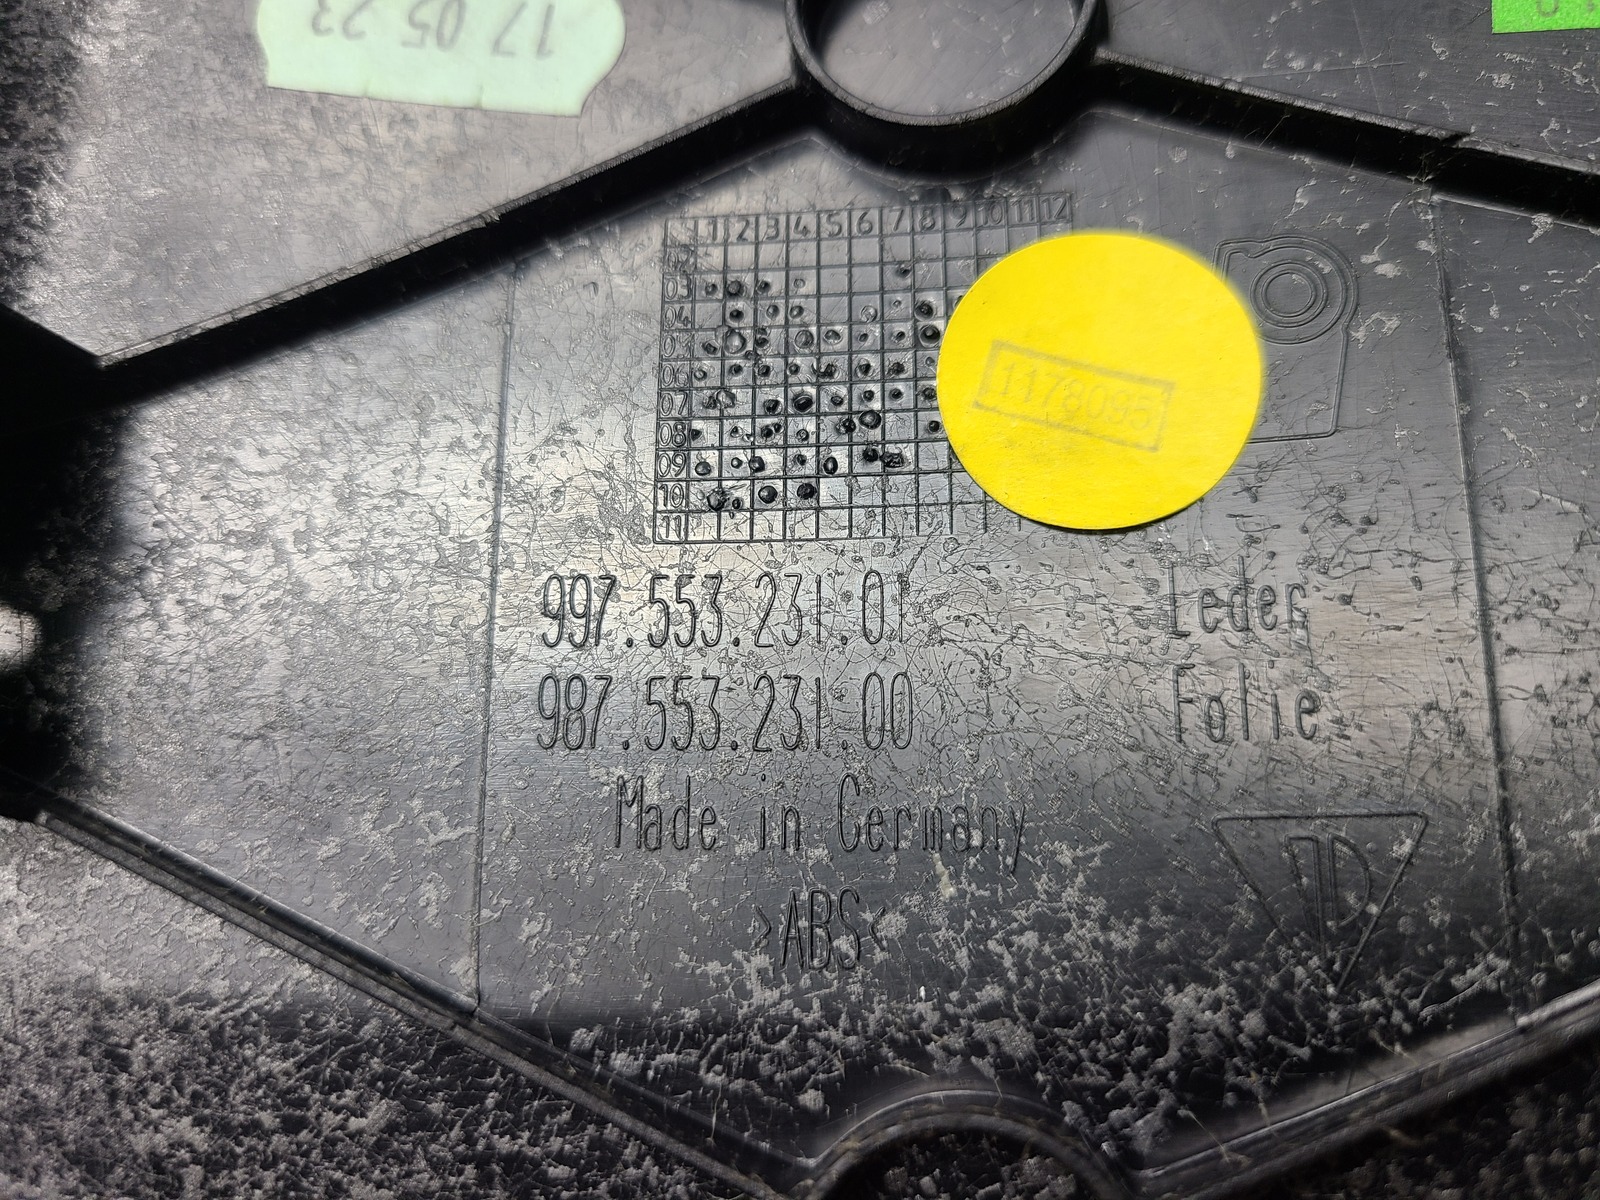 17 05 23
1 2 3 4 5 6 7 8 9 10 11 12
02
03
04
05
06
07
08
09
10
11
1178095
997.553.231.01 Leder
987.553.231.00 Folie
Made in Germany
>ABS<